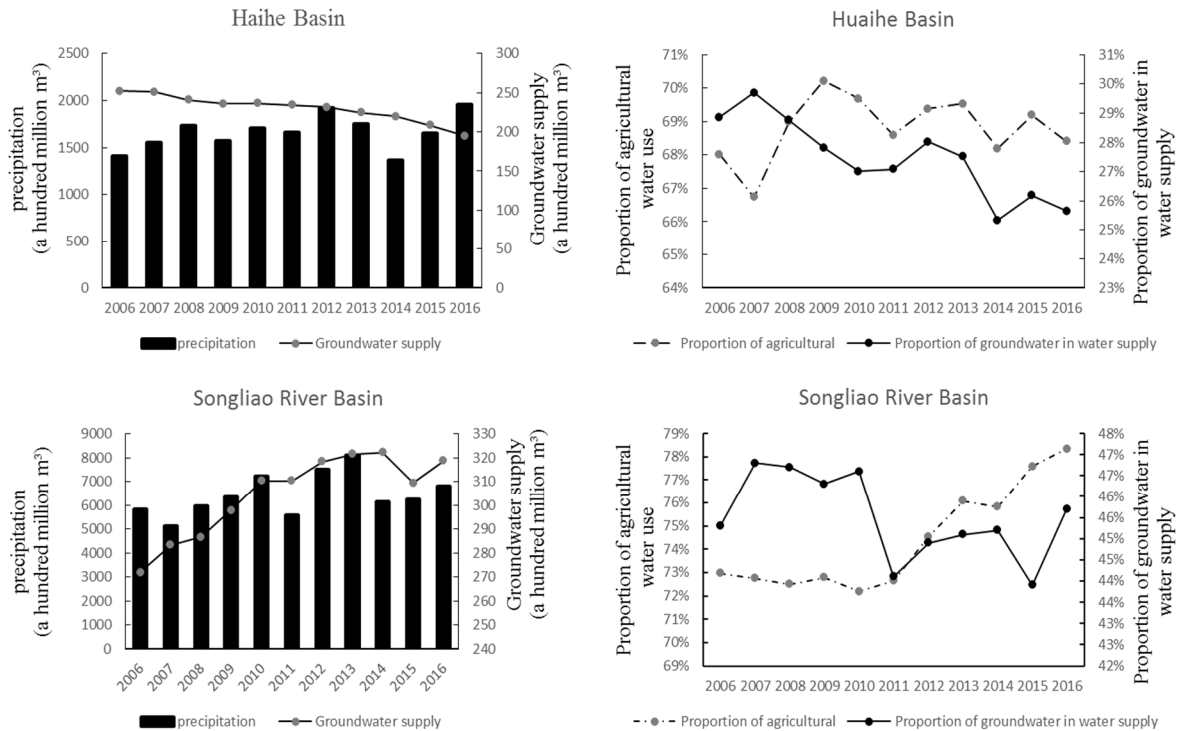 Haihe Basin
precipitation
(a hundred million m³)
2500
2000
1500
1000
500
0
300
250
200
150
100
50
0
Groundwater supply
(a hundred million m³)
2006 2007 2008 2009 2010 2011 2012 2013 2014 2015 2016
precipitation Groundwater supply
Huaihe Basin
Proportion of agricultural
water use
71%
70%
69%
68%
67%
66%
65%
64%
31%
30%
29%
28%
27%
26%
25%
24%
23%
Proportion of groundwater in
water supply
2006 2007 2008 2009 2010 2011 2012 2013 2014 2015 2016
Proportion of agricultural Proportion of groundwater in water supply
Songliao River Basin
precipitation
(a hundred million m³)
9000
8000
7000
6000
5000
4000
3000
2000
1000
0
330
320
310
300
290
280
270
260
250
240
Groundwater supply
(a hundred million m³)
2006 2007 2008 2009 2010 2011 2012 2013 2014 2015 2016
precipitation Groundwater supply
Songliao River Basin
Proportion of agricultural
water use
79%
78%
77%
76%
75%
74%
73%
72%
71%
70%
69%
48%
47%
47%
46%
46%
45%
45%
44%
44%
43%
43%
42%
Proportion of groundwater in
water supply
2006 2007 2008 2009 2010 2011 2012 2013 2014 2015 2016
Proportion of agricultural Proportion of groundwater in water supply